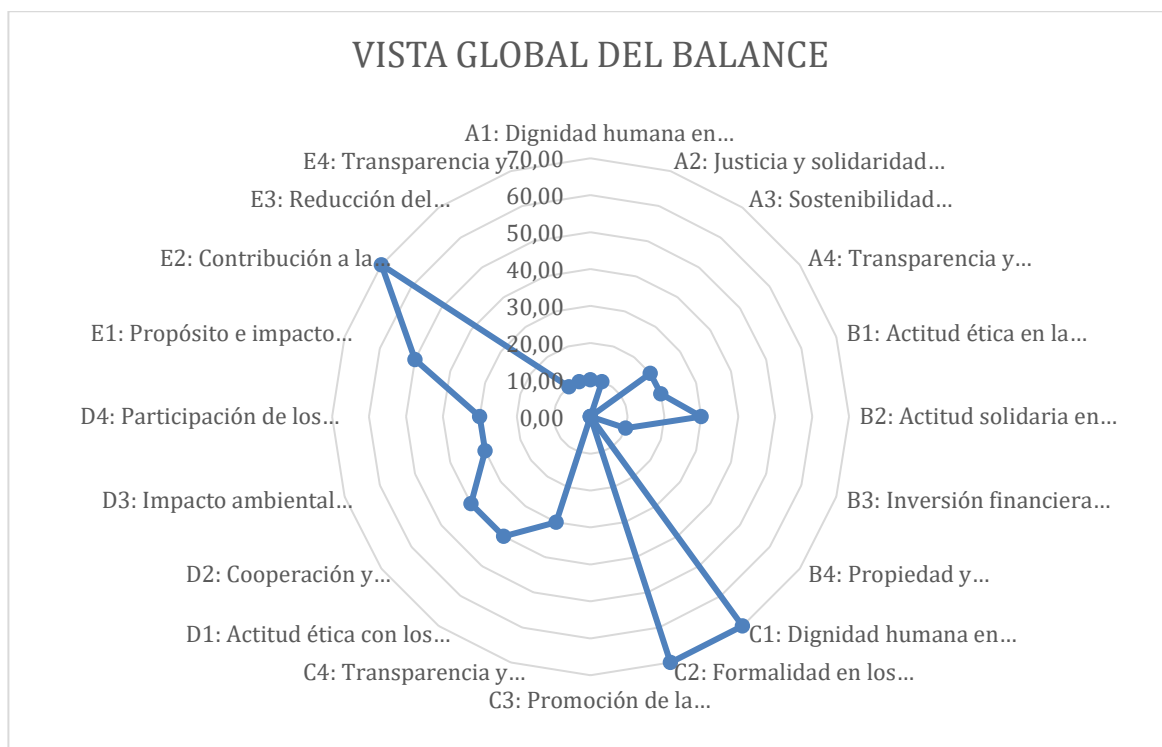 VISTA GLOBAL DEL BALANCE
A1: Dignidad humana en...
A2: Justicia y solidaridad...
A3: Sostenibilidad...
A4: Transparencia y...
B1: Actitud ética en la...
B2: Actitud solidaria en...
B3: Inversión financiera...
B4: Propiedad y...
C1: Dignidad humana en...
C2: Formalidad en los...
C3: Promoción de la...
C4: Transparencia y...
D1: Actitud ética con los...
D2: Cooperación y...
D3: Impacto ambiental...
D4: Participación de los...
E1: Propósito e impacto...
E2: Contribución a la...
E3: Reducción del...
E4: Transparencia y...
70,00
60,00
50,00
40,00
30,00
20,00
10,00
0,00